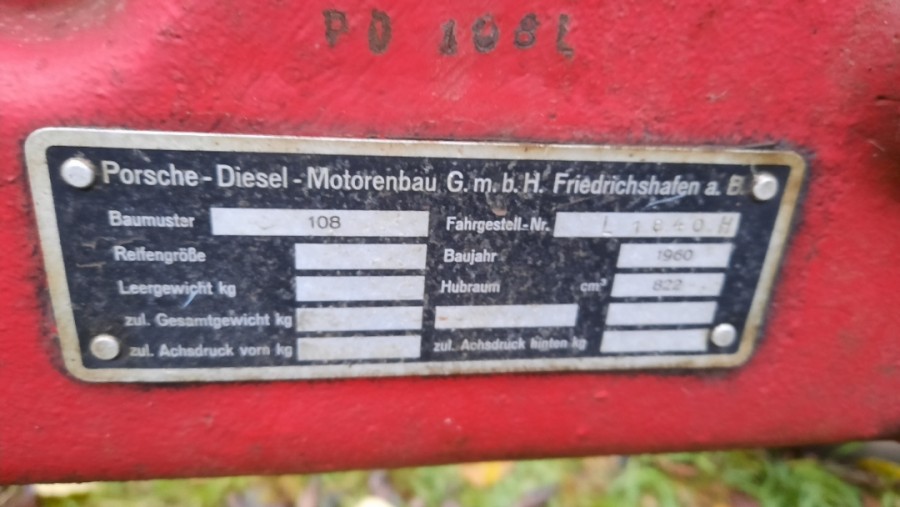 PD 108L
Porsche-Diesel-Motorenbau G.m.b.H. Friedrichshafen a. B.
Baumuster 108 Fahrgestell-Nr. L 1840 H
Reifengröße Baujahr 1960
Leergewicht kg Hubraum cm³ 822
zul. Gesamtgewicht kg
zul. Achsdruck vorn kg zul. Achsdruck hinten kg